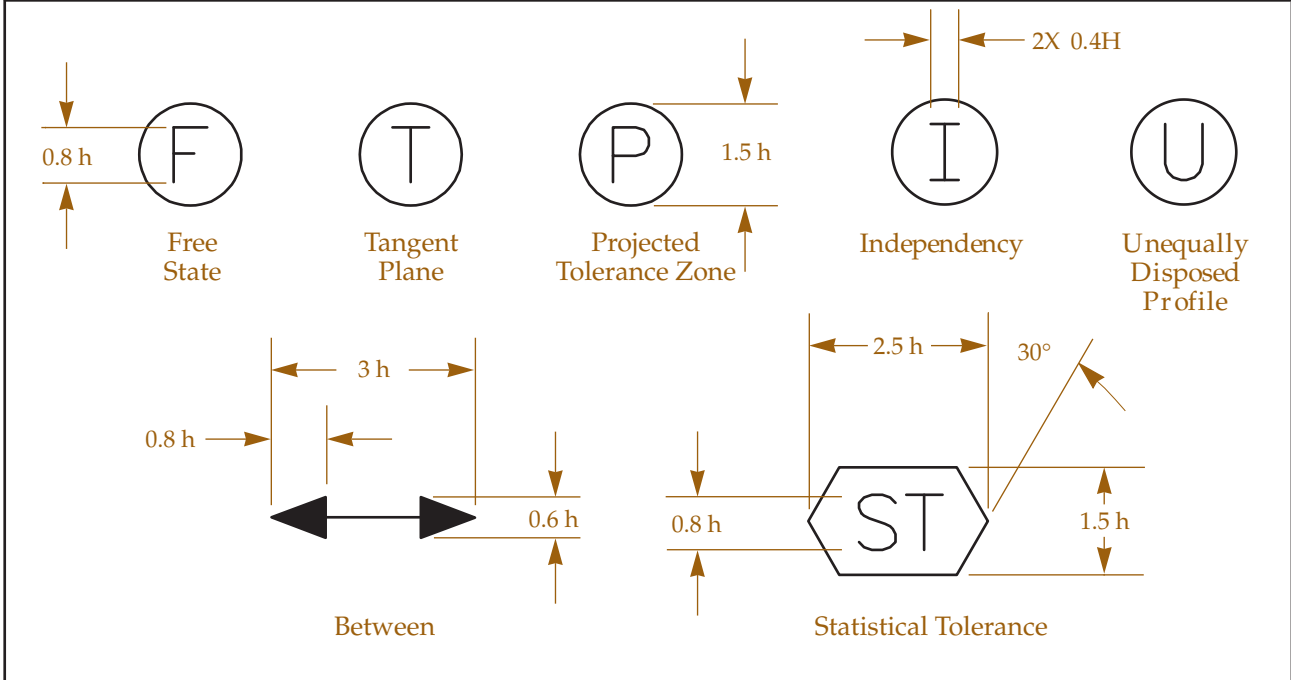 2X 0.4H
F
T
P
I
U
0.8 h
1.5 h
Free
State
Tangent
Plane
Projected
Tolerance Zone
Independency
Unequally
Disposed
Profile
3 h
2.5 h
30°
0.8 h
0.6 h
0.8 h
ST
1.5 h
Between
Statistical Tolerance